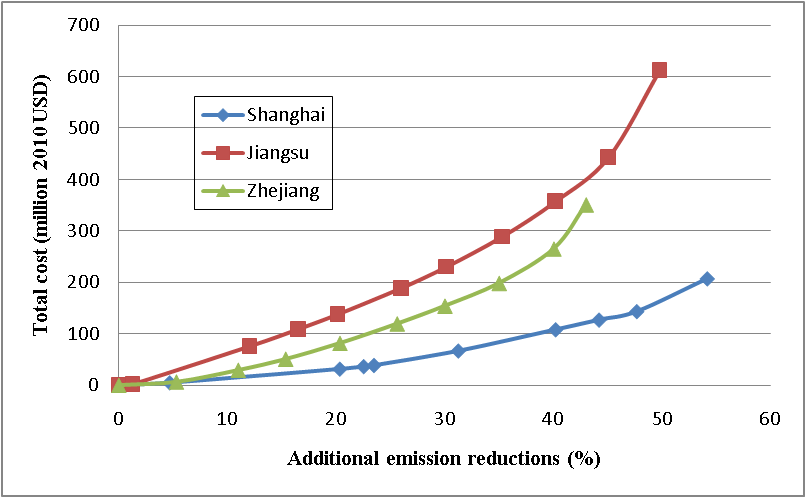 700
600
500
400
300
200
100
0
Total cost (million 2010 USD)
Shanghai
Jiangsu
Zhejiang
0 10 20 30 40 50 60
Additional emission reductions (%)